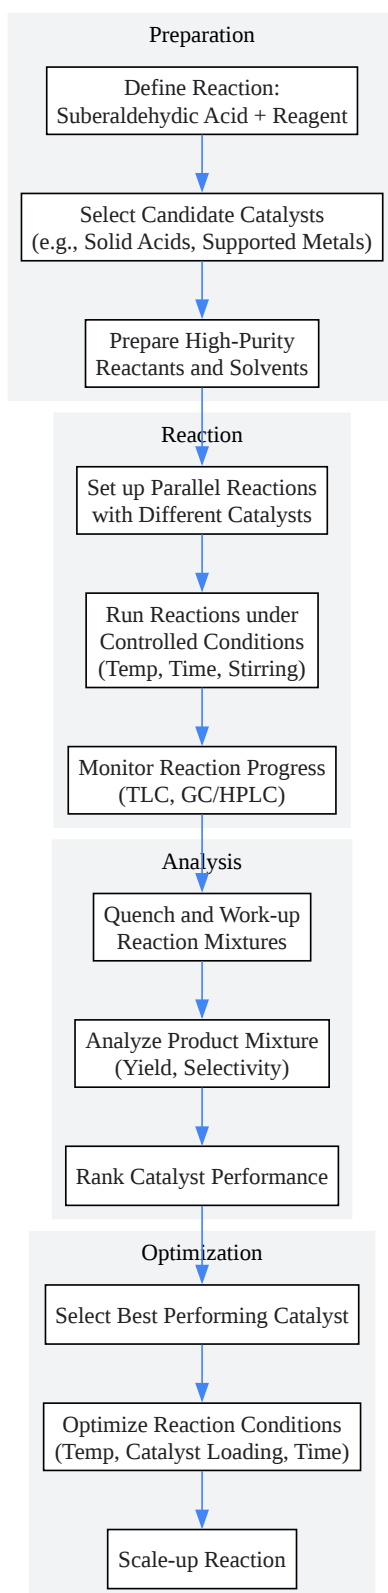 Preparation
Define Reaction:
Suberaldehydic Acid + Reagent
Select Candidate Catalysts
(e.g., Solid Acids, Supported Metals)
Prepare High-Purity
Reactants and Solvents
Reaction
Set up Parallel Reactions
with Different Catalysts
Run Reactions under
Controlled Conditions
(Temp, Time, Stirring)
Monitor Reaction Progress
(TLC, GC/HPLC)
Analysis
Quench and Work-up
Reaction Mixtures
Analyze Product Mixture
(Yield, Selectivity)
Rank Catalyst Performance
Optimization
Select Best Performing Catalyst
Optimize Reaction Conditions
(Temp, Catalyst Loading, Time)
Scale-up Reaction